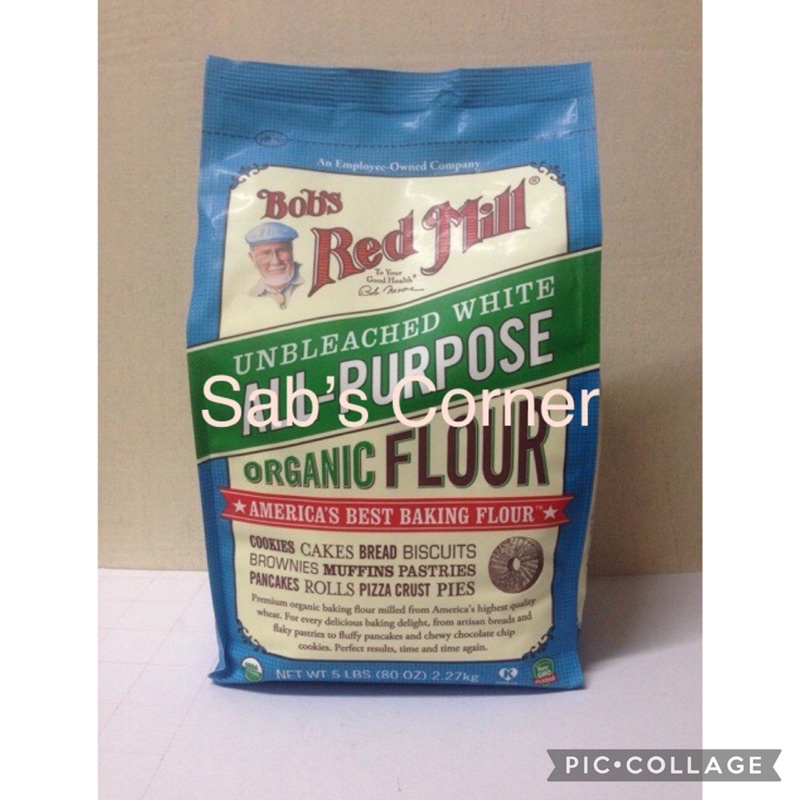 An Employee-Owned Company
Bob's
Red Mill®
To Your
Good Health®
Bob Moore
UNBLEACHED WHITE
ALL-PURPOSE
Sab's Corner
ORGANIC FLOUR
★AMERICA'S BEST BAKING FLOUR™★
COOKIES CAKES BREAD BISCUITS
BROWNIES MUFFINS PASTRIES
PANCAKES ROLLS PIZZA CRUST PIES
Premium organic baking flour milled from America's highest quality
wheat. For every delicious baking delight, from artisan breads and
flaky pastries to fluffy pancakes and chewy chocolate chip
cookies. Perfect results, time and time again.
NET WT 5 LBS (80 OZ) 2.27kg
K
PIC•COLLAGE